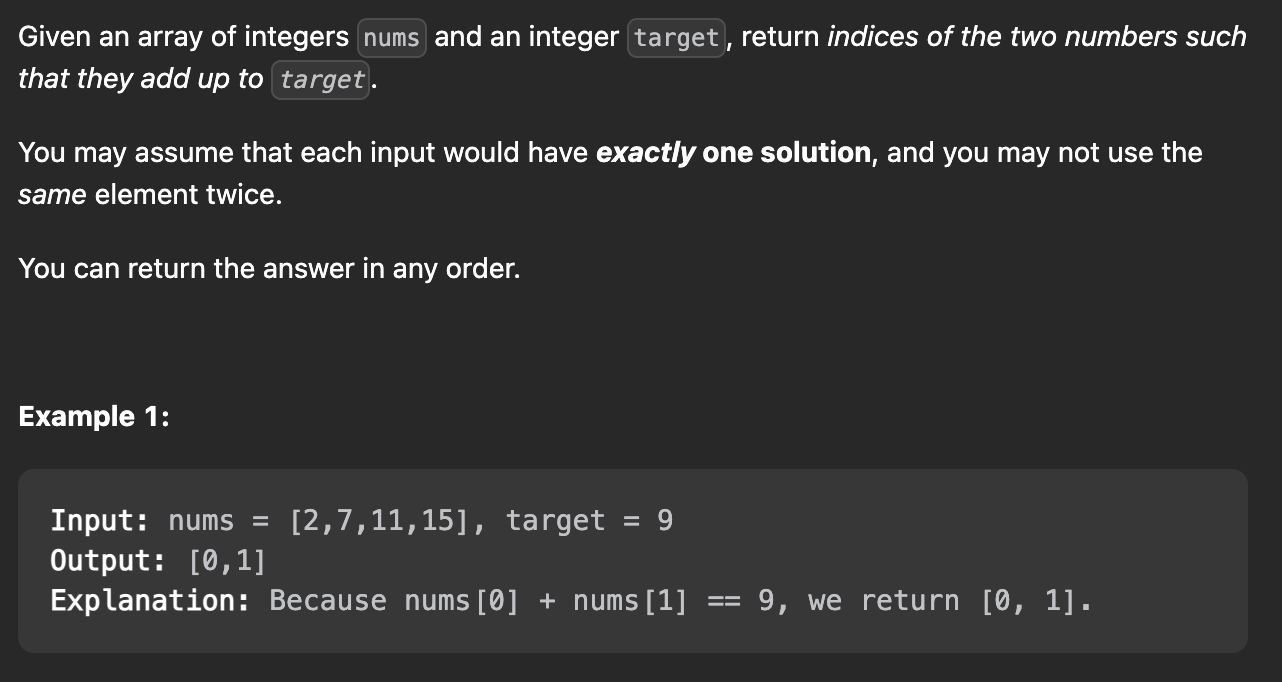 Given an array of integers nums and an integer target, return indices of the two numbers such
that they add up to target.
You may assume that each input would have exactly one solution, and you may not use the
same element twice.
You can return the answer in any order.
Example 1:
Input: nums = [2,7,11,15], target = 9
Output: [0,1]
Explanation: Because nums[0] + nums[1] == 9, we return [0, 1].